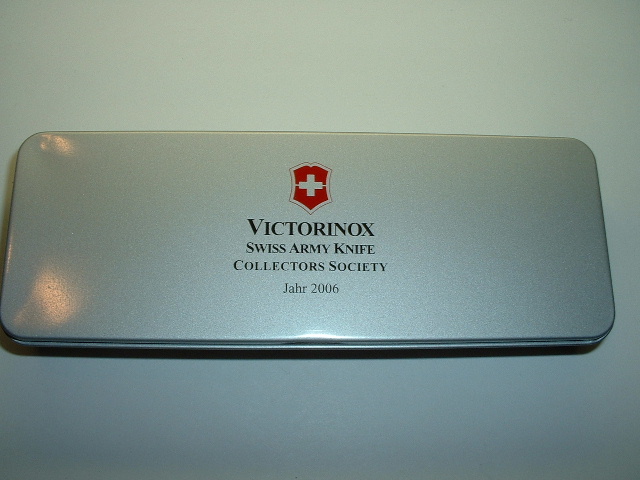 VICTORINOX
SWISS ARMY KNIFE
COLLECTORS SOCIETY
Jahr 2006